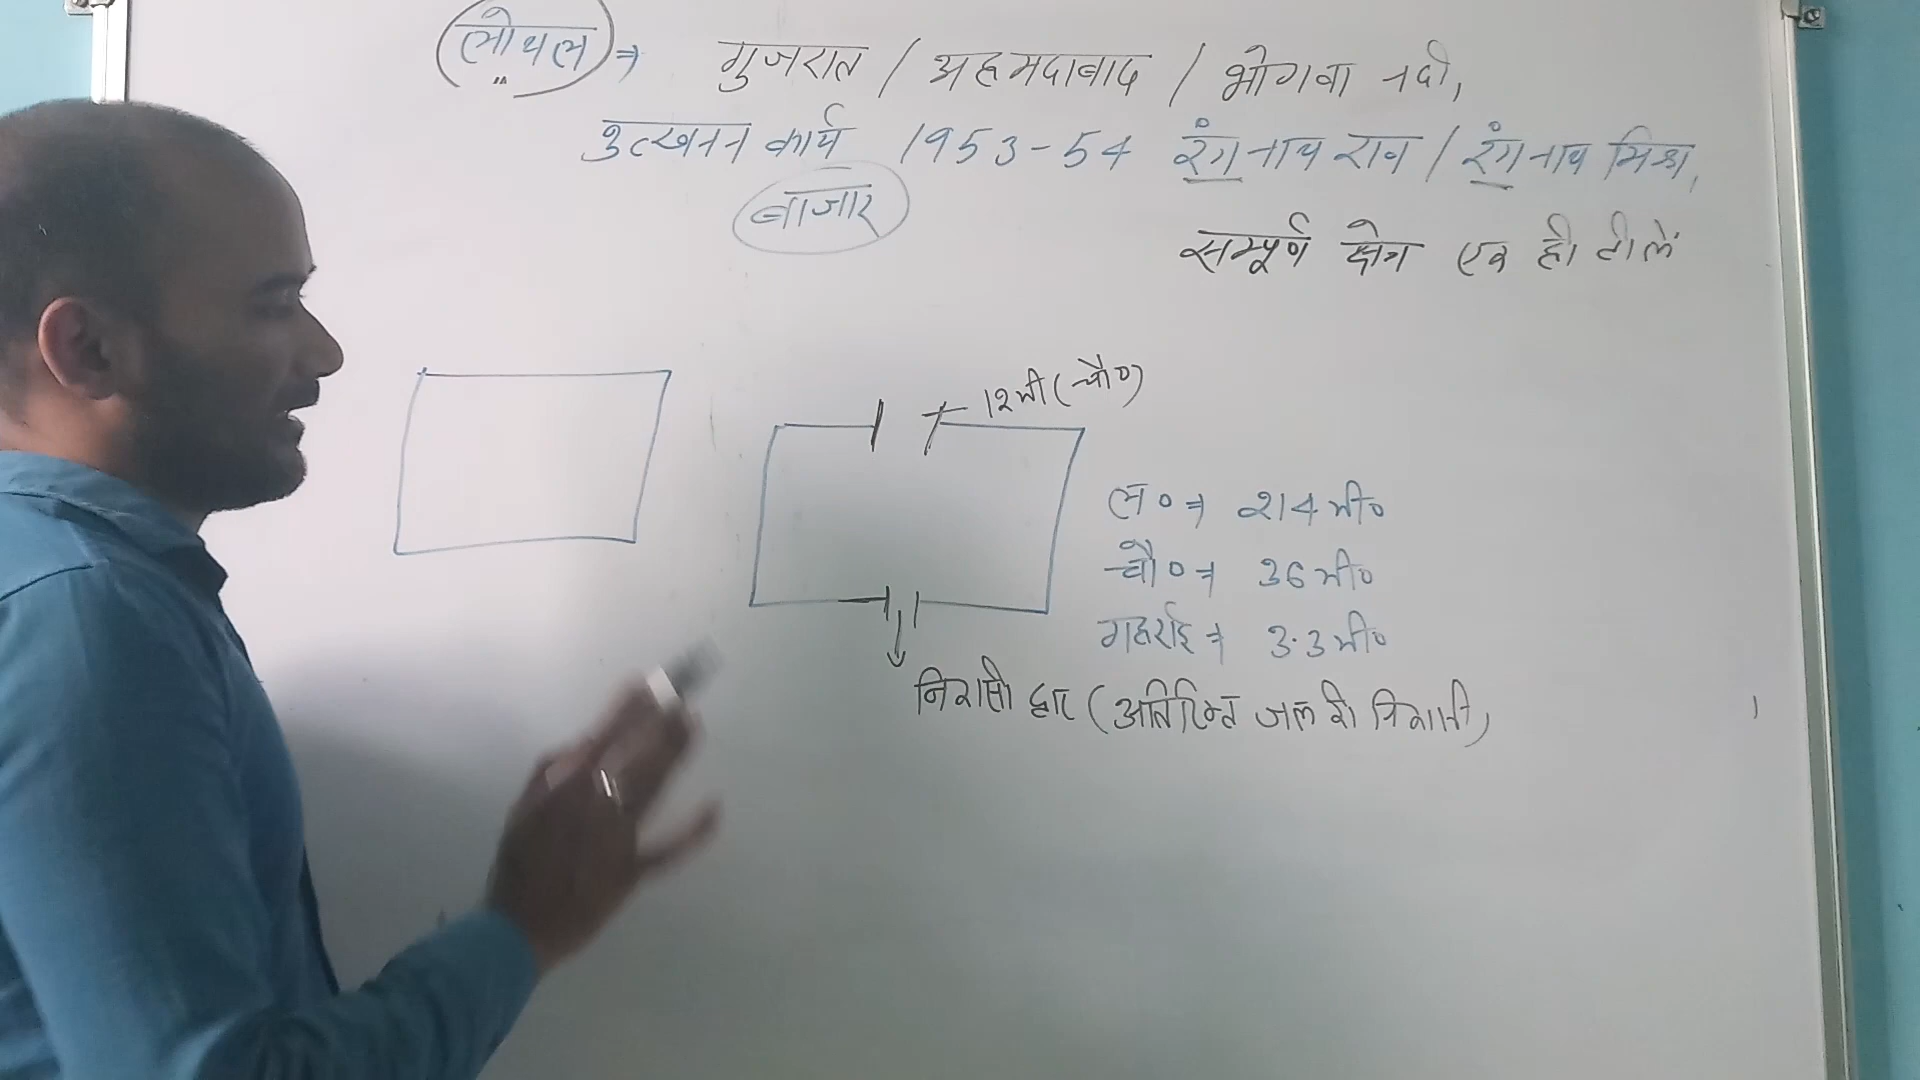 लोथल ⇒ गुजरात / अहमदाबाद / भोगवा नदी,
उत्खनन कार्य 1953-54 रंगनाथ राव / रंगनाथ मिश्र,
बाजार
सम्पूर्ण क्षेत्र एक ही टीले
12मी (चौ०)
ल० ⇒ 214 मी०
चौ० ⇒ 36 मी०
गहराई ⇒ 3.3 मी०
निकासी द्वार (अतिरिक्त जल की निकासी)